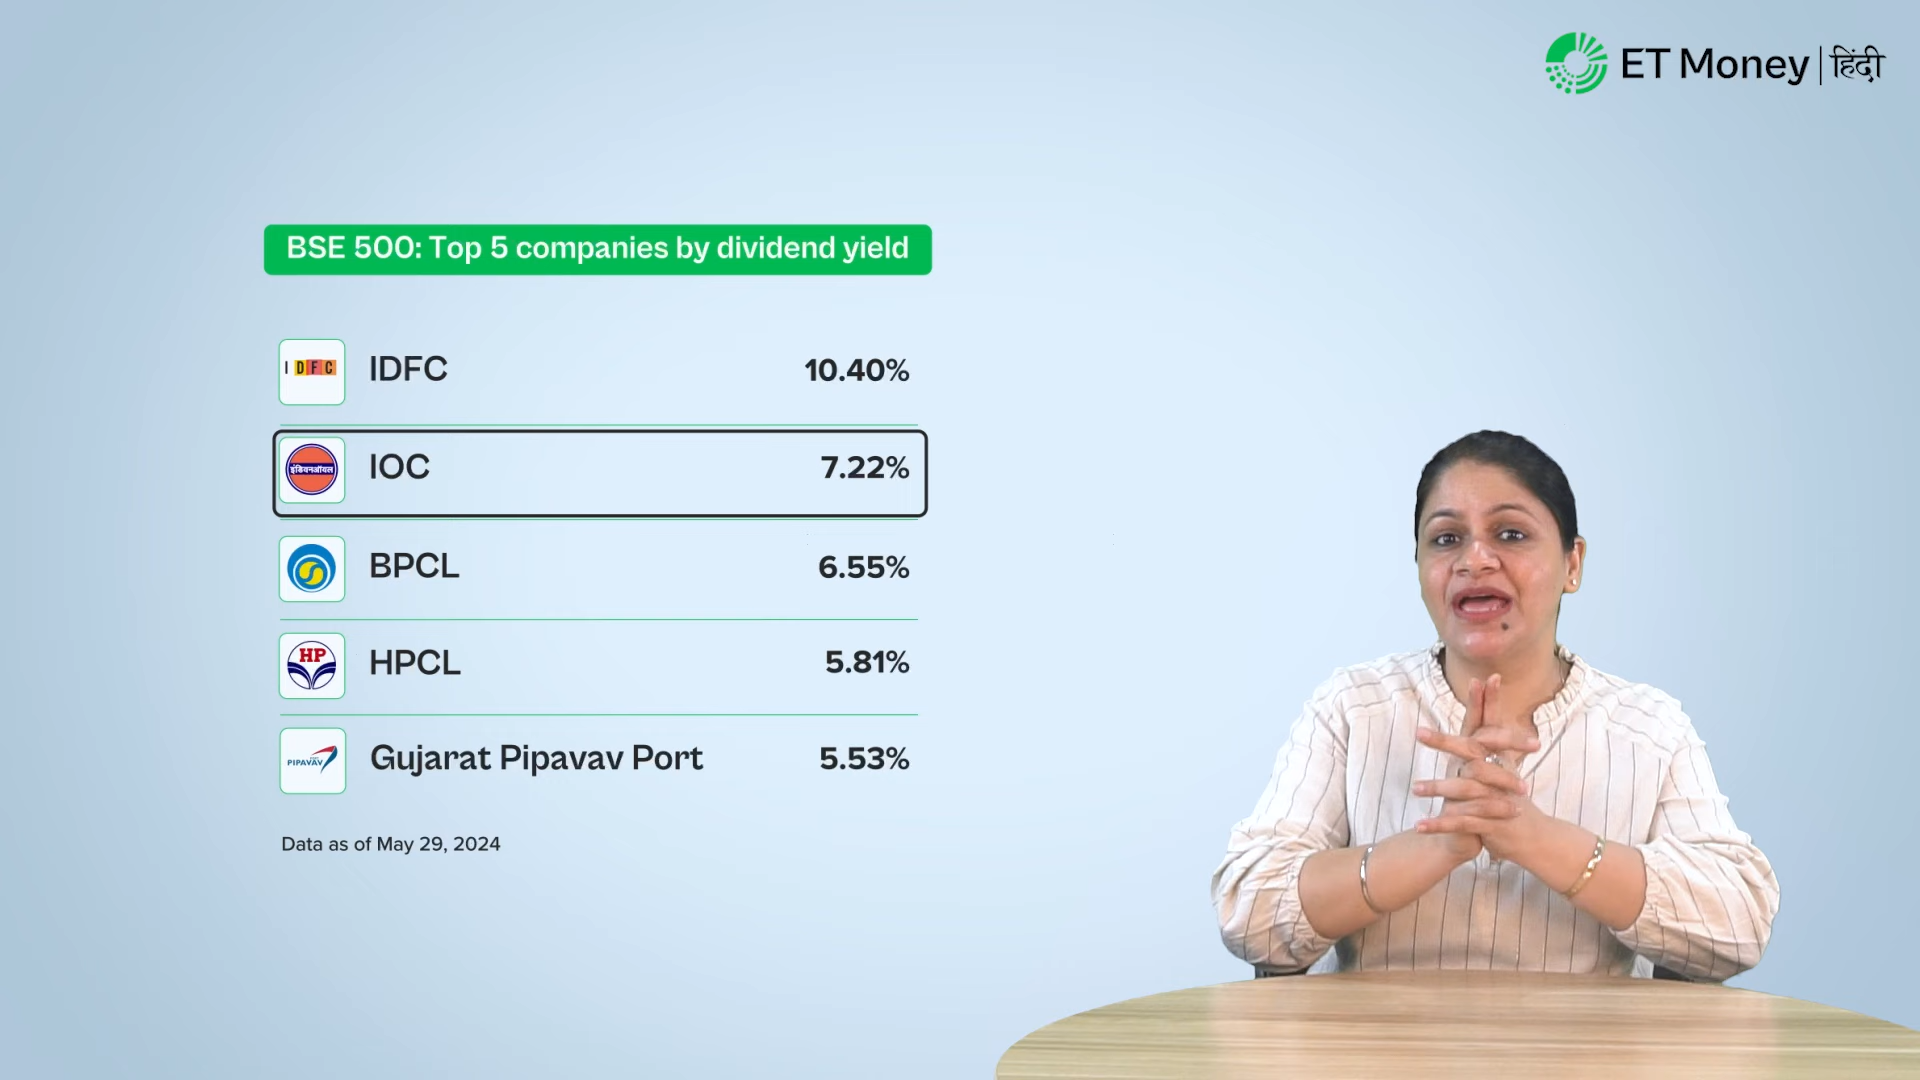 ET Money | हिंदी
BSE 500: Top 5 companies by dividend yield
IDFC IDFC 10.40%
इंडियनऑयल IOC 7.22%
BPCL 6.55%
HP HPCL 5.81%
PIPAVAV Gujarat Pipavav Port 5.53%
Data as of May 29, 2024